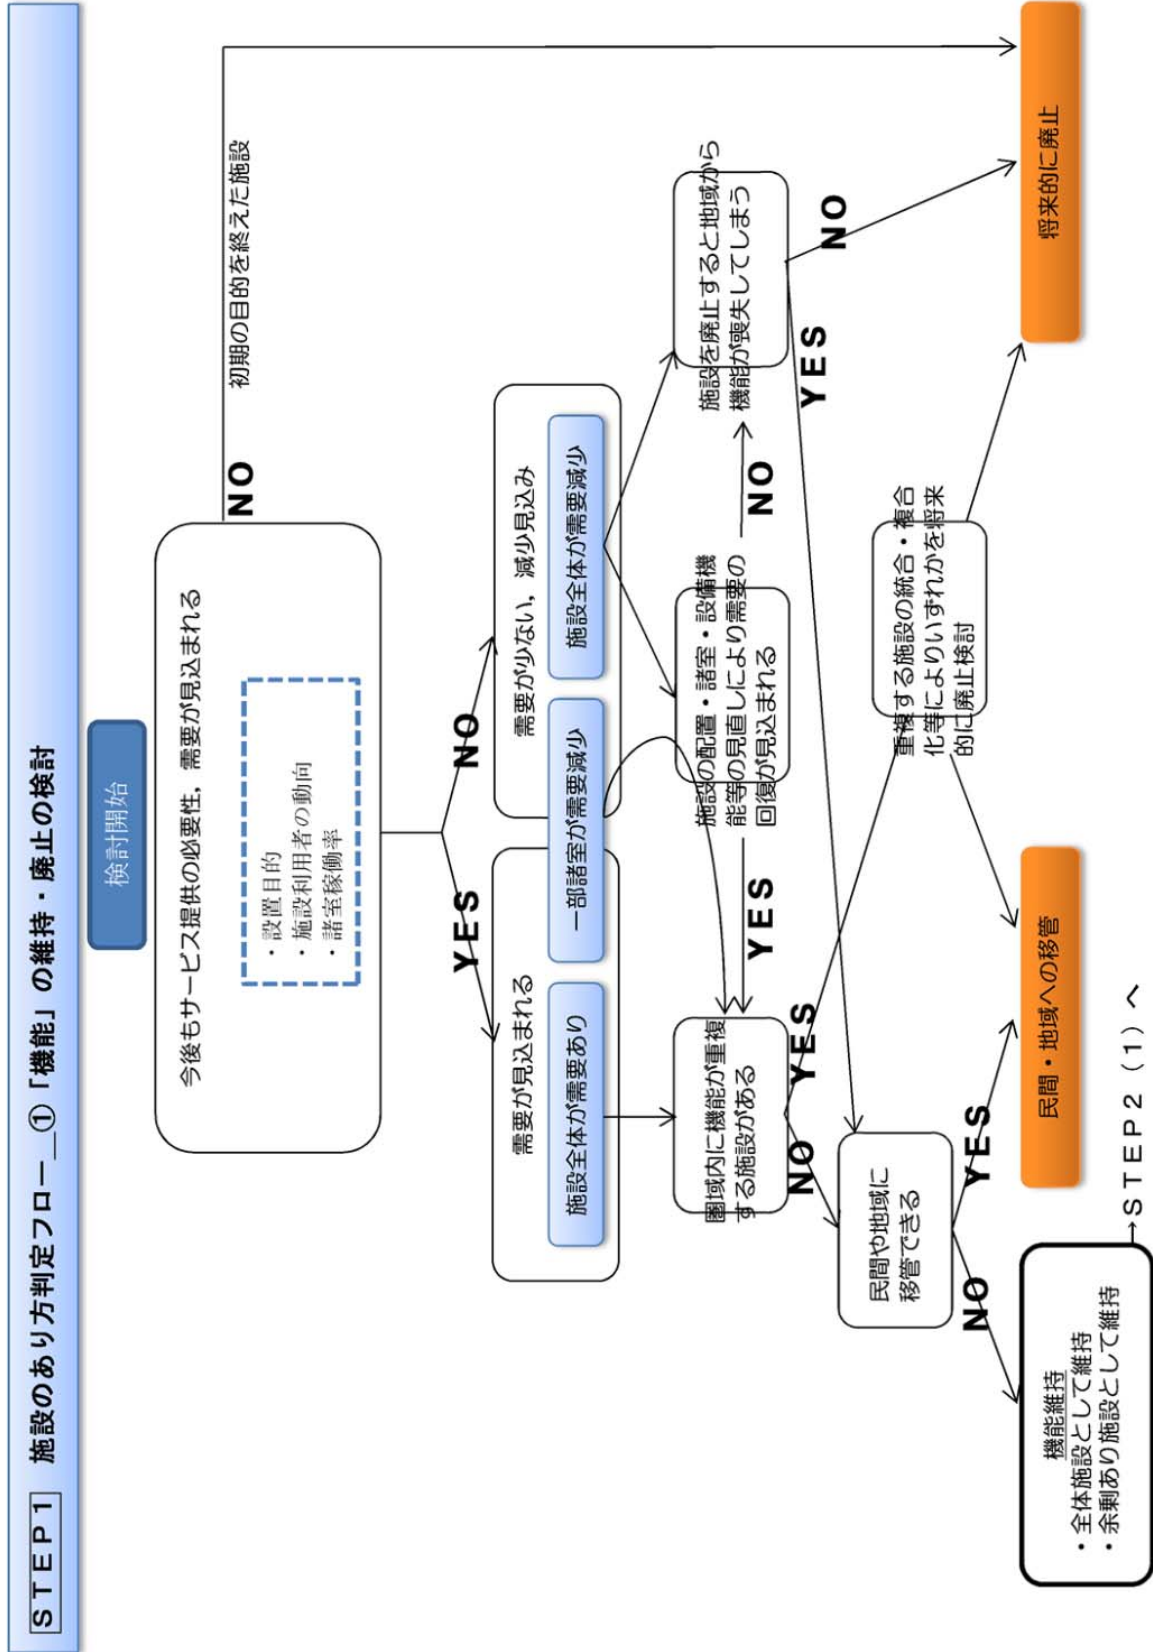 STEP1 施設のあり方判定フロー_①「機能」の維持・廃止の検討
検討開始
今後もサービス提供の必要性，需要が見込まれる
・設置目的
・施設利用者の動向
・諸室稼働率
NO
初期の目的を終えた施設
YES
NO
需要が見込まれる
需要が少ない，減少見込み
施設全体が需要あり
一部諸室が需要減少
施設全体が需要減少
圏域内に機能が重複
する施設がある
YES
施設の配置・諸室・設備機
能等の見直しにより需要の
回復が見込まれる
NO
施設を廃止すると地域から
機能が喪失してしまう
NO
YES
YES
NO
民間や地域に
移管できる
重複する施設の統合・複合
化等によりいずれかを将来
的に廃止検討
NO
YES
機能維持
・全体施設として維持
・余剰あり施設として維持
→STEP2（1）へ
民間・地域への移管
将来的に廃止